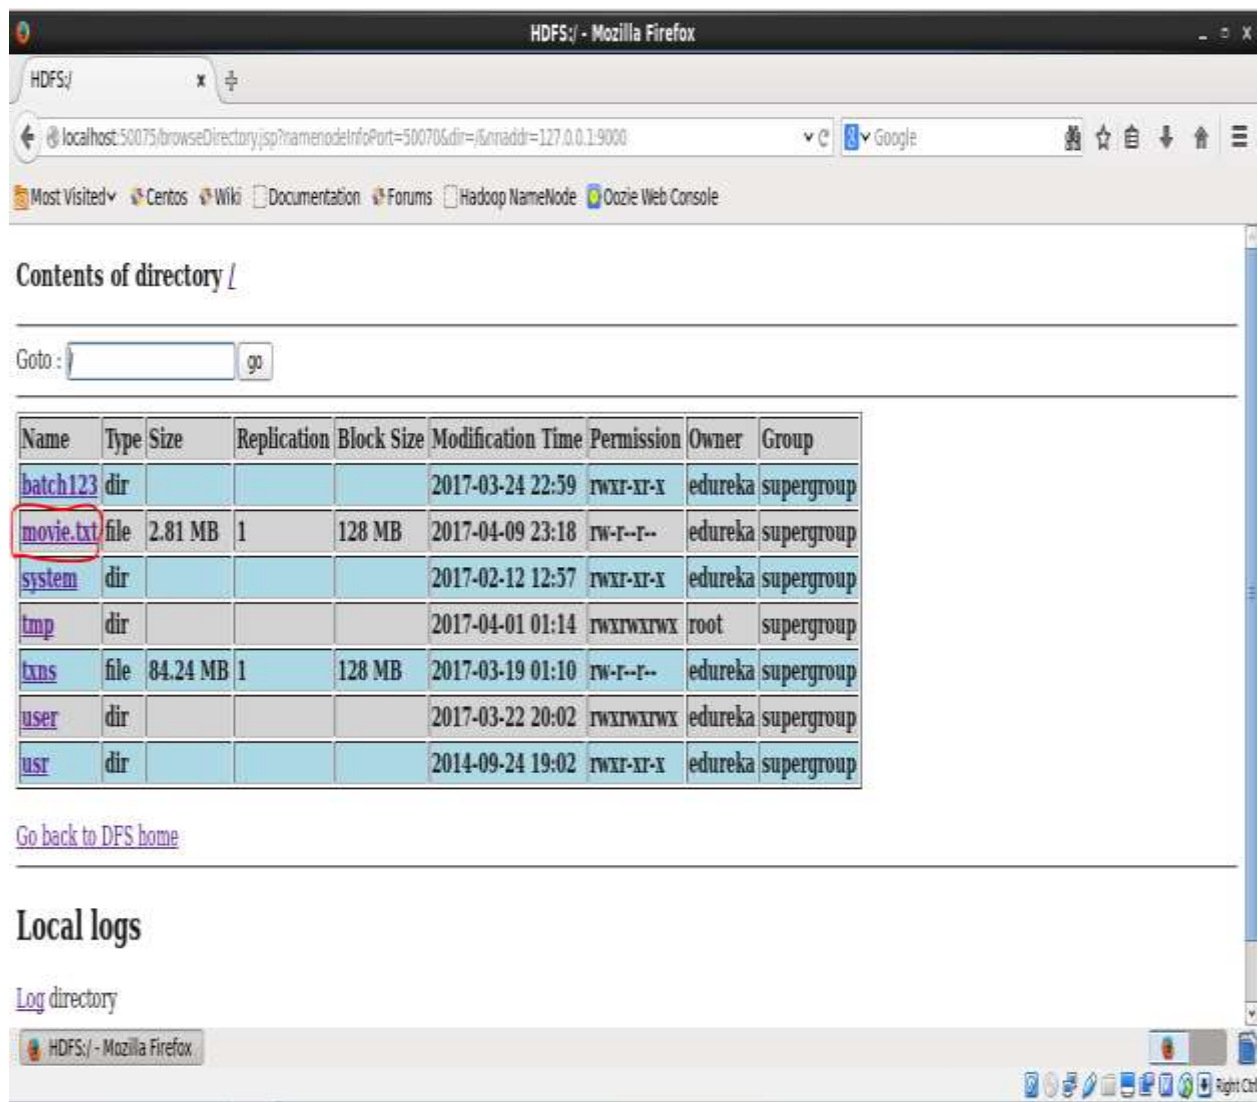 HDFS:/ - Mozilla Firefox
HDFS:/
localhost:50075/browseDirectory.jsp?namenodeInfoPort=50070&dir=/&nnaddr=127.0.0.1:9000
Google
Most Visited Centos Wiki Documentation Forums Hadoop NameNode Oozie Web Console
Contents of directory /
Goto : / go
Name Type Size Replication Block Size Modification Time Permission Owner Group
batch123 dir 2017-03-24 22:59 rwxr-xr-x edureka supergroup
movie.txt file 2.81 MB 1 128 MB 2017-04-09 23:18 rw-r--r-- edureka supergroup
system dir 2017-02-12 12:57 rwxr-xr-x edureka supergroup
tmp dir 2017-04-01 01:14 rwxrwxrwx root supergroup
txns file 84.24 MB 1 128 MB 2017-03-19 01:10 rw-r--r-- edureka supergroup
user dir 2017-03-22 20:02 rwxrwxrwx edureka supergroup
usr dir 2014-09-24 19:02 rwxr-xr-x edureka supergroup
Go back to DFS home
Local logs
Log directory
HDFS:/ - Mozilla Firefox
Right Ctrl